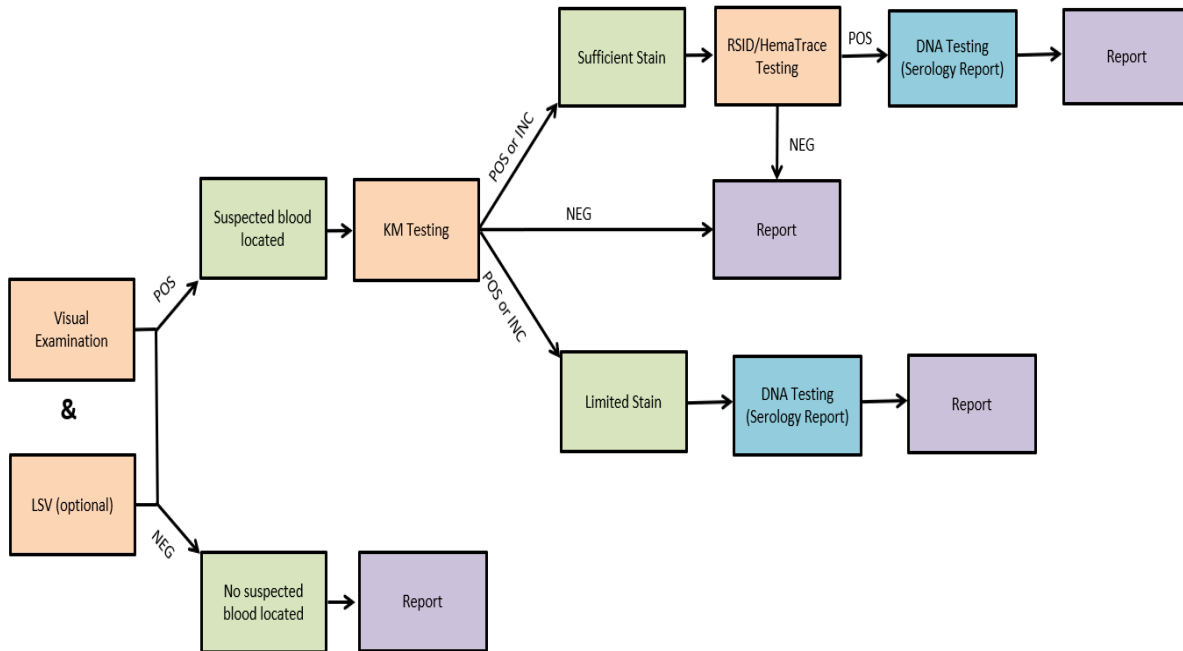 Sufficient Stain
RSID/HemaTrace
Testing
POS
DNA Testing
(Serology Report)
Report
POS or INC
NEG
Suspected blood
located
KM Testing
NEG
Report
POS
POS or INC
Visual
Examination
&
Limited Stain
DNA Testing
(Serology Report)
Report
LSV (optional)
NEG
No suspected
blood located
Report